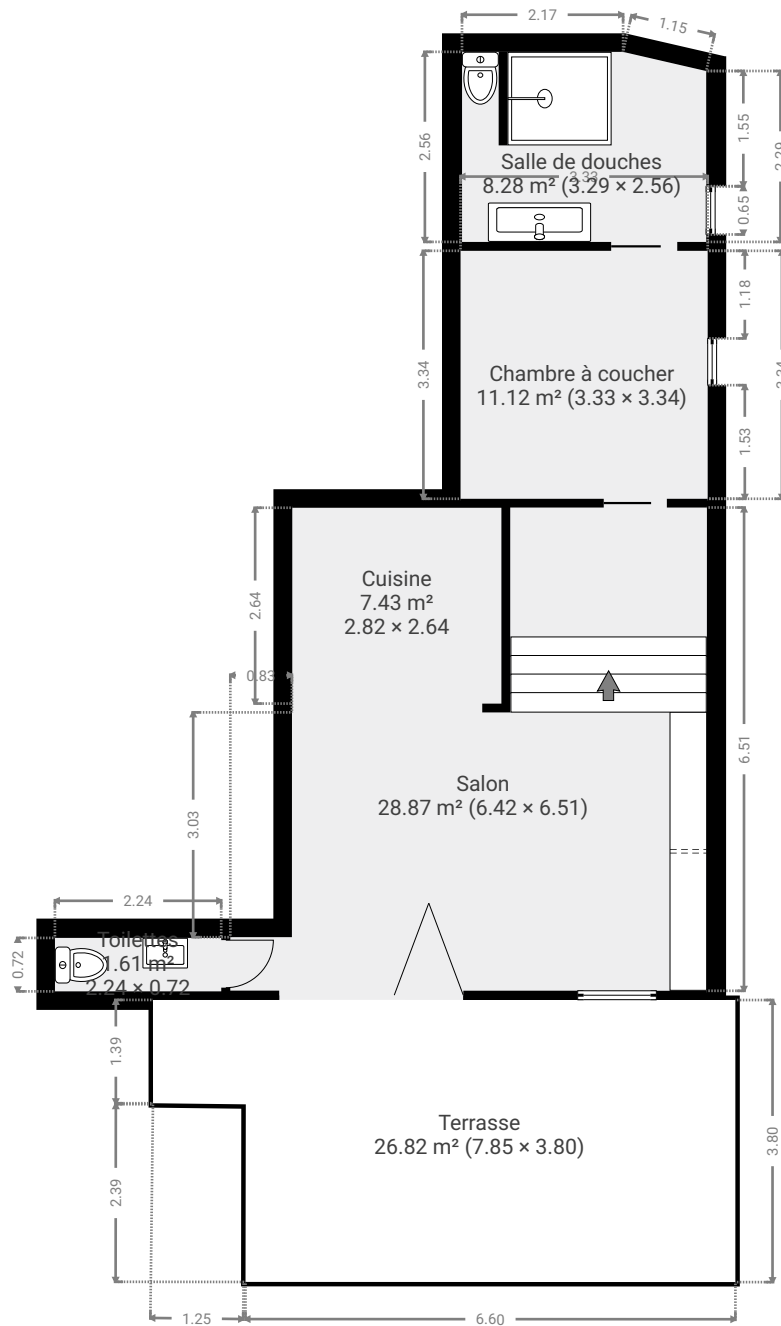 2.17
1.15
2.56
1.55
2.29
Salle de douches
3.33
8.28 m² (3.29 × 2.56)
0.65
1.18
3.34
3.34
Chambre à coucher
11.12 m² (3.33 × 3.34)
1.53
Cuisine
7.43 m²
2.82 × 2.64
2.64
0.83
6.51
Salon
28.87 m² (6.42 × 6.51)
3.03
2.24
Toilettes
1.61 m²
2.24 × 0.72
0.72
1.39
Terrasse
26.82 m² (7.85 × 3.80)
3.80
2.39
1.25
6.60